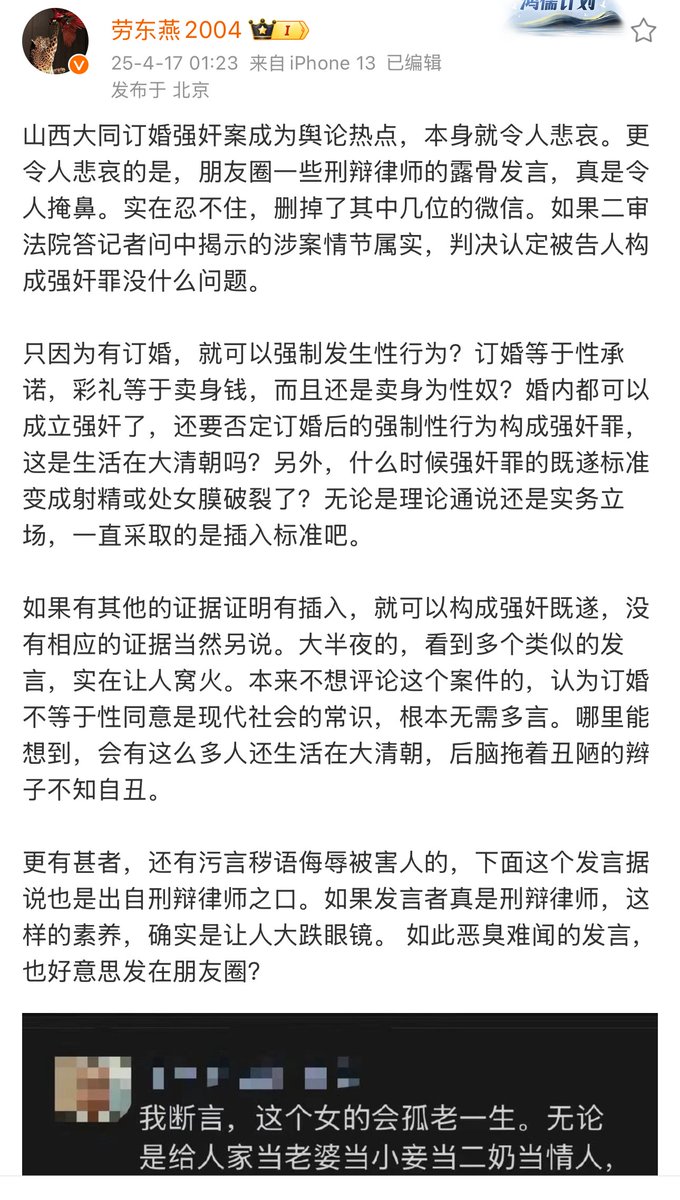 鸿儒计划
劳东燕2004
I
25-4-17 01:23 来自 iPhone 13 已编辑
发布于 北京
山西大同订婚强奸案成为舆论热点，本身就令人悲哀。更
令人悲哀的是，朋友圈一些刑辩律师的露骨发言，真是令
人掩鼻。实在忍不住，删掉了其中几位的微信。如果二审
法院答记者问中揭示的涉案情节属实，判决认定被告人构
成强奸罪没什么问题。
只因为有订婚，就可以强制发生性行为？订婚等于性承
诺，彩礼等于卖身钱，而且还是卖身为性奴？婚内都可以
成立强奸了，还要否定订婚后的强制性行为构成强奸罪，
这是生活在大清朝吗？另外，什么时候强奸罪的既遂标准
变成射精或处女膜破裂了？无论是理论通说还是实务立
场，一直采取的是插入标准吧。
如果有其他的证据证明有插入，就可以构成强奸既遂，没
有相应的证据当然另说。大半夜的，看到多个类似的发
言，实在让人窝火。本来不想评论这个案件的，认为订婚
不等于性同意是现代社会的常识，根本无需多言。哪里能
想到，会有这么多人还生活在大清朝，后脑拖着丑陋的辫
子不知自丑。
更有甚者，还有污言秽语侮辱被害人的，下面这个发言据
说也是出自刑辩律师之口。如果发言者真是刑辩律师，这
样的素养，确实是让人大跌眼镜。 如此恶臭难闻的发言，
也好意思发在朋友圈？
我断言，这个女的会孤老一生。无论
是给人家当老婆当小妾当二奶当情人，